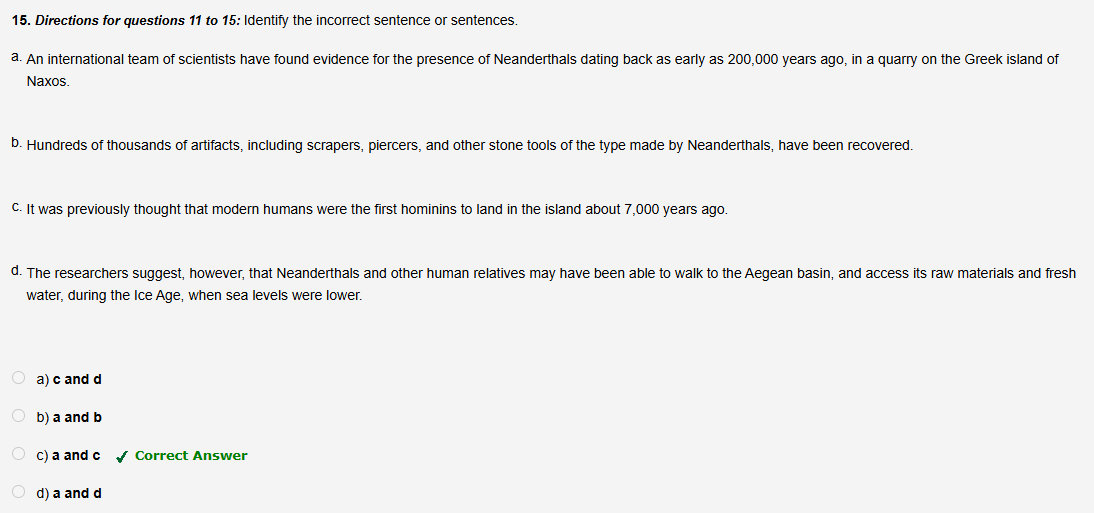 15. Directions for questions 11 to 15: Identify the incorrect sentence or sentences.
a. An international team of scientists have found evidence for the presence of Neanderthals dating back as early as 200,000 years ago, in a quarry on the Greek island of
Naxos.
b. Hundreds of thousands of artifacts, including scrapers, piercers, and other stone tools of the type made by Neanderthals, have been recovered.
c. It was previously thought that modern humans were the first hominins to land in the island about 7,000 years ago.
d. The researchers suggest, however, that Neanderthals and other human relatives may have been able to walk to the Aegean basin, and access its raw materials and fresh
water, during the Ice Age, when sea levels were lower.
a) c and d
b) a and b
c) a and c ✓ Correct Answer
d) a and d